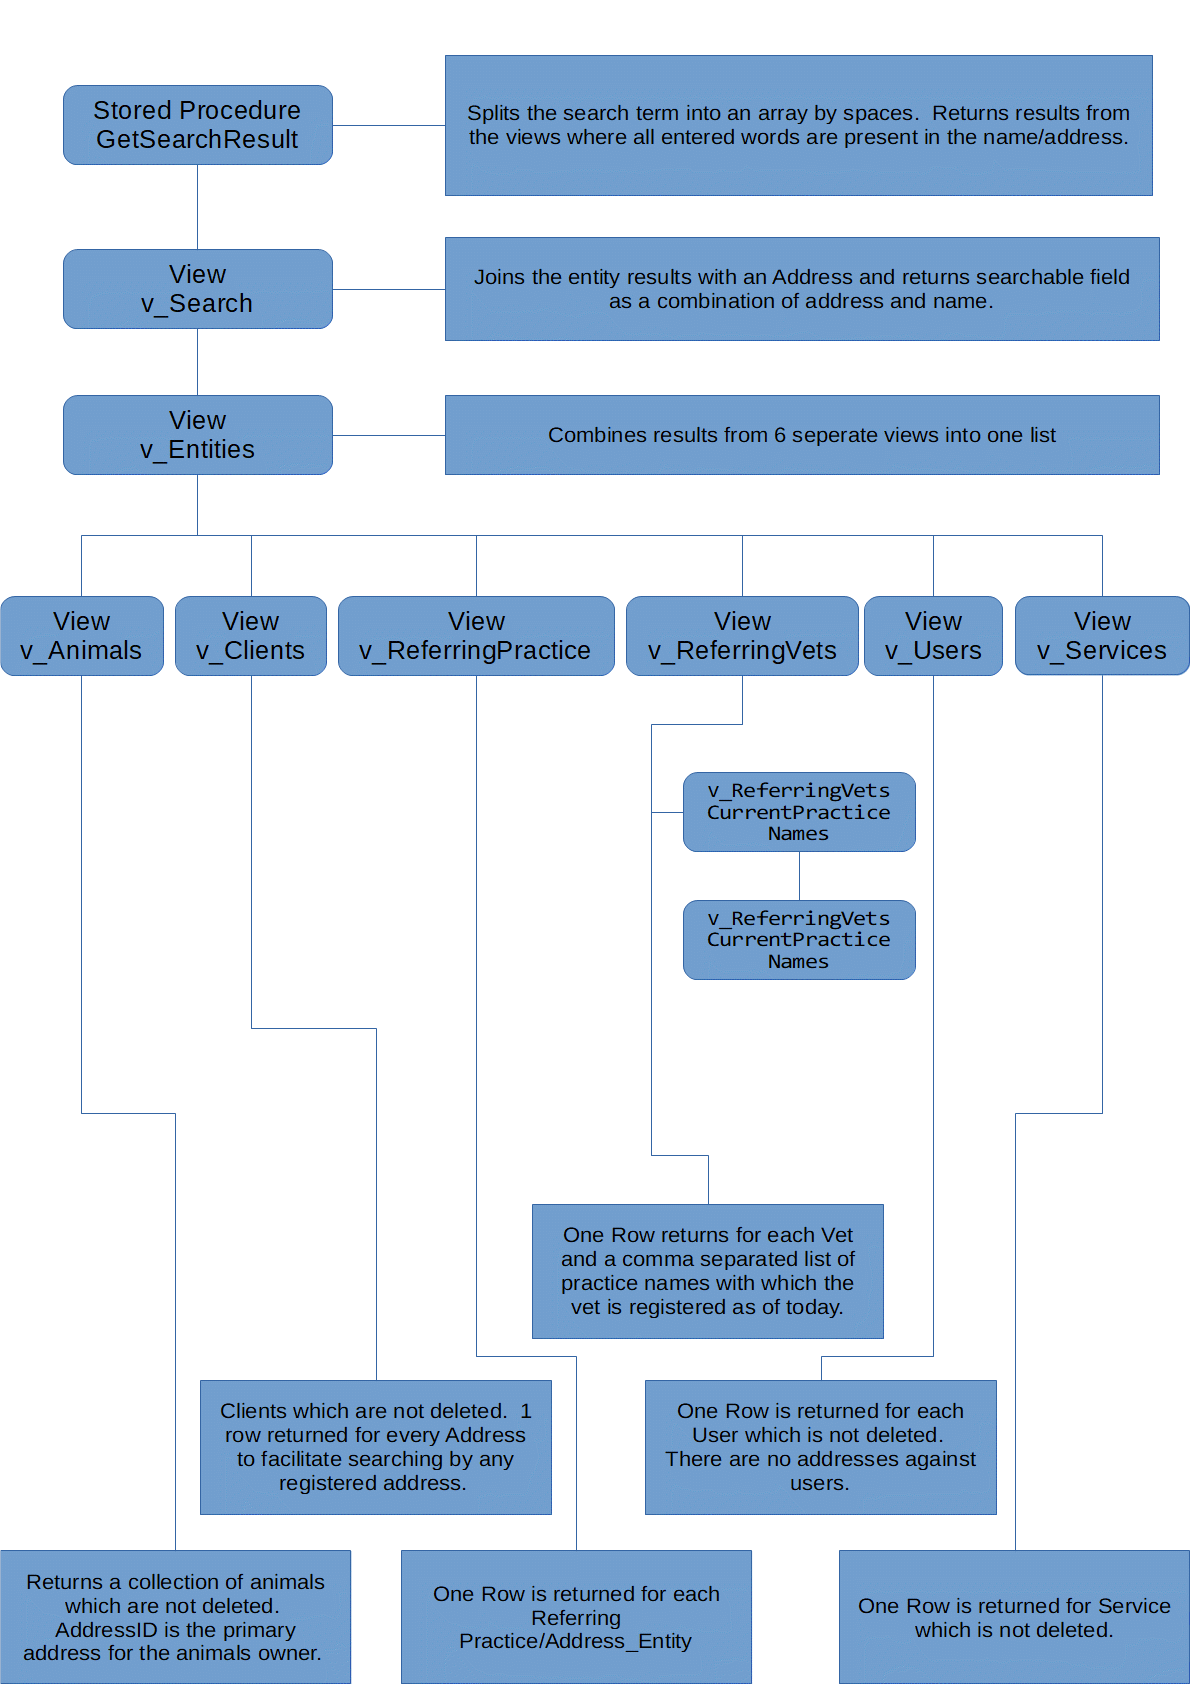 Stored Procedure
GetSearchResult
Splits the search term into an array by spaces.  Returns results from
the views where all entered words are present in the name/address.
View
v_Search
Joins the entity results with an Address and returns searchable field
as a combination of address and name.
View
v_Entities
Combines results from 6 seperate views into one list
View
v_Animals
View
v_Clients
View
v_ReferringPractice
View
v_ReferringVets
View
v_Users
View
v_Services
v_ReferringVets
CurrentPractice
Names
v_ReferringVets
CurrentPractice
Names
One Row returns for each Vet
and a comma separated list of
practice names with which the
vet is registered as of today.
Clients which are not deleted.  1
row returned for every Address
to facilitate searching by any
registered address.
One Row is returned for each
User which is not deleted.
There are no addresses against
users.
Returns a collection of animals
which are not deleted.
AddressID is the primary
address for the animals owner.
One Row is returned for each
Referring
Practice/Address_Entity
One Row is returned for Service
which is not deleted.